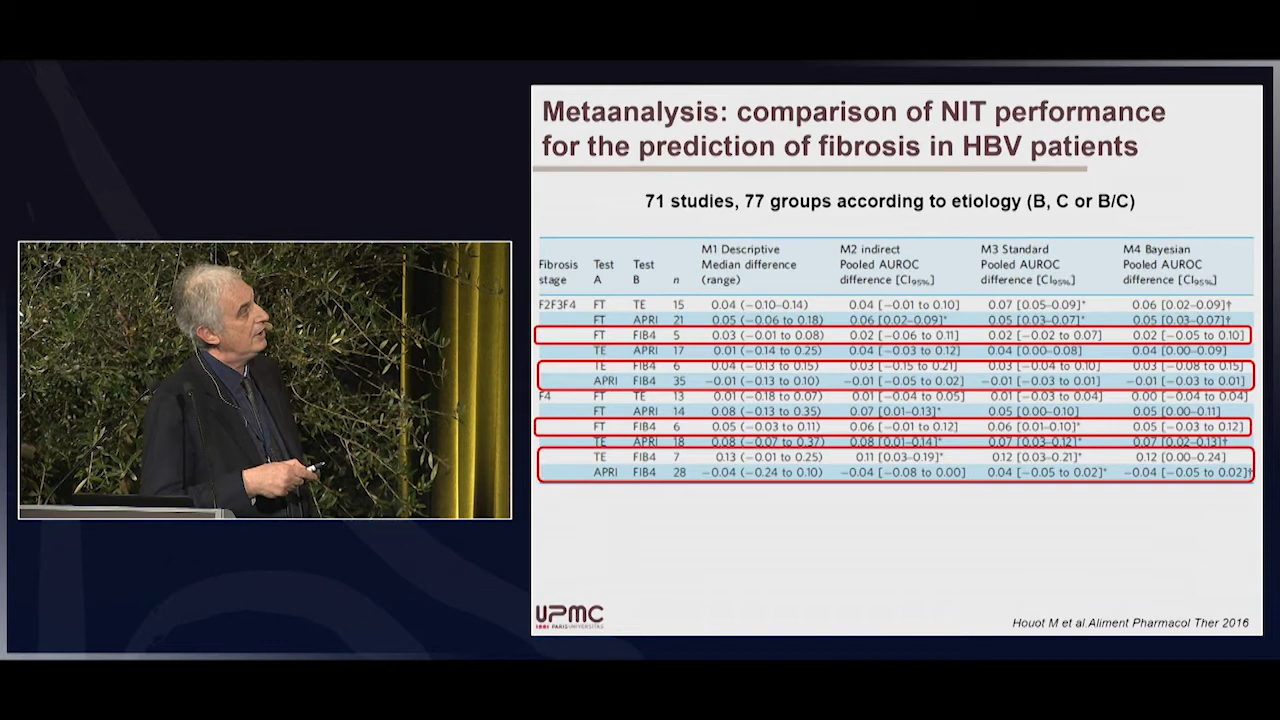 Metaanalysis: comparison of NIT performance
for the prediction of fibrosis in HBV patients
71 studies, 77 groups according to etiology (B, C or B/C)
Fibrosis stage Test A Test B n M1 Descriptive Median difference (range) M2 indirect Pooled AUROC difference [CI95%] M3 Standard Pooled AUROC difference [CI95%] M4 Bayesian Pooled AUROC difference [CI95%]
F2F3F4 FT TE 15 0.04 (−0.10–0.14) 0.04 [−0.01 to 0.10] 0.07 [0.05–0.09]* 0.06 [0.02–0.09]†
FT APRI 21 0.05 (−0.06 to 0.18) 0.06 [0.02–0.09]* 0.05 [0.03–0.07]* 0.05 [0.03–0.07]†
FT FIB4 5 0.03 (−0.01 to 0.08) 0.02 [−0.06 to 0.11] 0.02 [−0.02 to 0.07] 0.02 [−0.05 to 0.10]
TE APRI 17 0.01 (−0.14 to 0.25) 0.04 [−0.03 to 0.12] 0.04 [0.00–0.08] 0.04 [0.00–0.09]
TE FIB4 6 0.04 (−0.13 to 0.15) 0.03 [−0.15 to 0.21] 0.03 [−0.04 to 0.10] 0.03 [−0.08 to 0.15]
APRI FIB4 35 −0.01 (−0.13 to 0.10) −0.01 [−0.05 to 0.02] −0.01 [−0.03 to 0.01] −0.01 [−0.03 to 0.01]
F4 FT TE 13 0.01 (−0.18 to 0.07) 0.01 [−0.04 to 0.05] 0.01 [−0.03 to 0.04] 0.00 [−0.04 to 0.04]
FT APRI 14 0.08 (−0.13 to 0.35) 0.07 [0.01–0.13]* 0.05 [0.00–0.10] 0.05 [0.00–0.11]
FT FIB4 6 0.05 (−0.03 to 0.11) 0.06 [−0.01 to 0.12] 0.06 [0.01–0.10]* 0.05 [−0.03 to 0.12]
TE APRI 18 0.08 (−0.07 to 0.37) 0.08 [0.01–0.14]* 0.07 [0.03–0.12]* 0.07 [0.02–0.13]†
TE FIB4 7 0.13 (−0.01 to 0.25) 0.11 [0.03–0.19]* 0.12 [0.03–0.21]* 0.12 [0.00–0.24]
APRI FIB4 28 −0.04 (−0.24 to 0.10) −0.04 [−0.08 to 0.00] 0.04 [−0.05 to 0.02]* −0.04 [−0.05 to 0.02]†
UPMC
PARISUNIVERSITAS
Houot M et al.Aliment Pharmacol Ther 2016